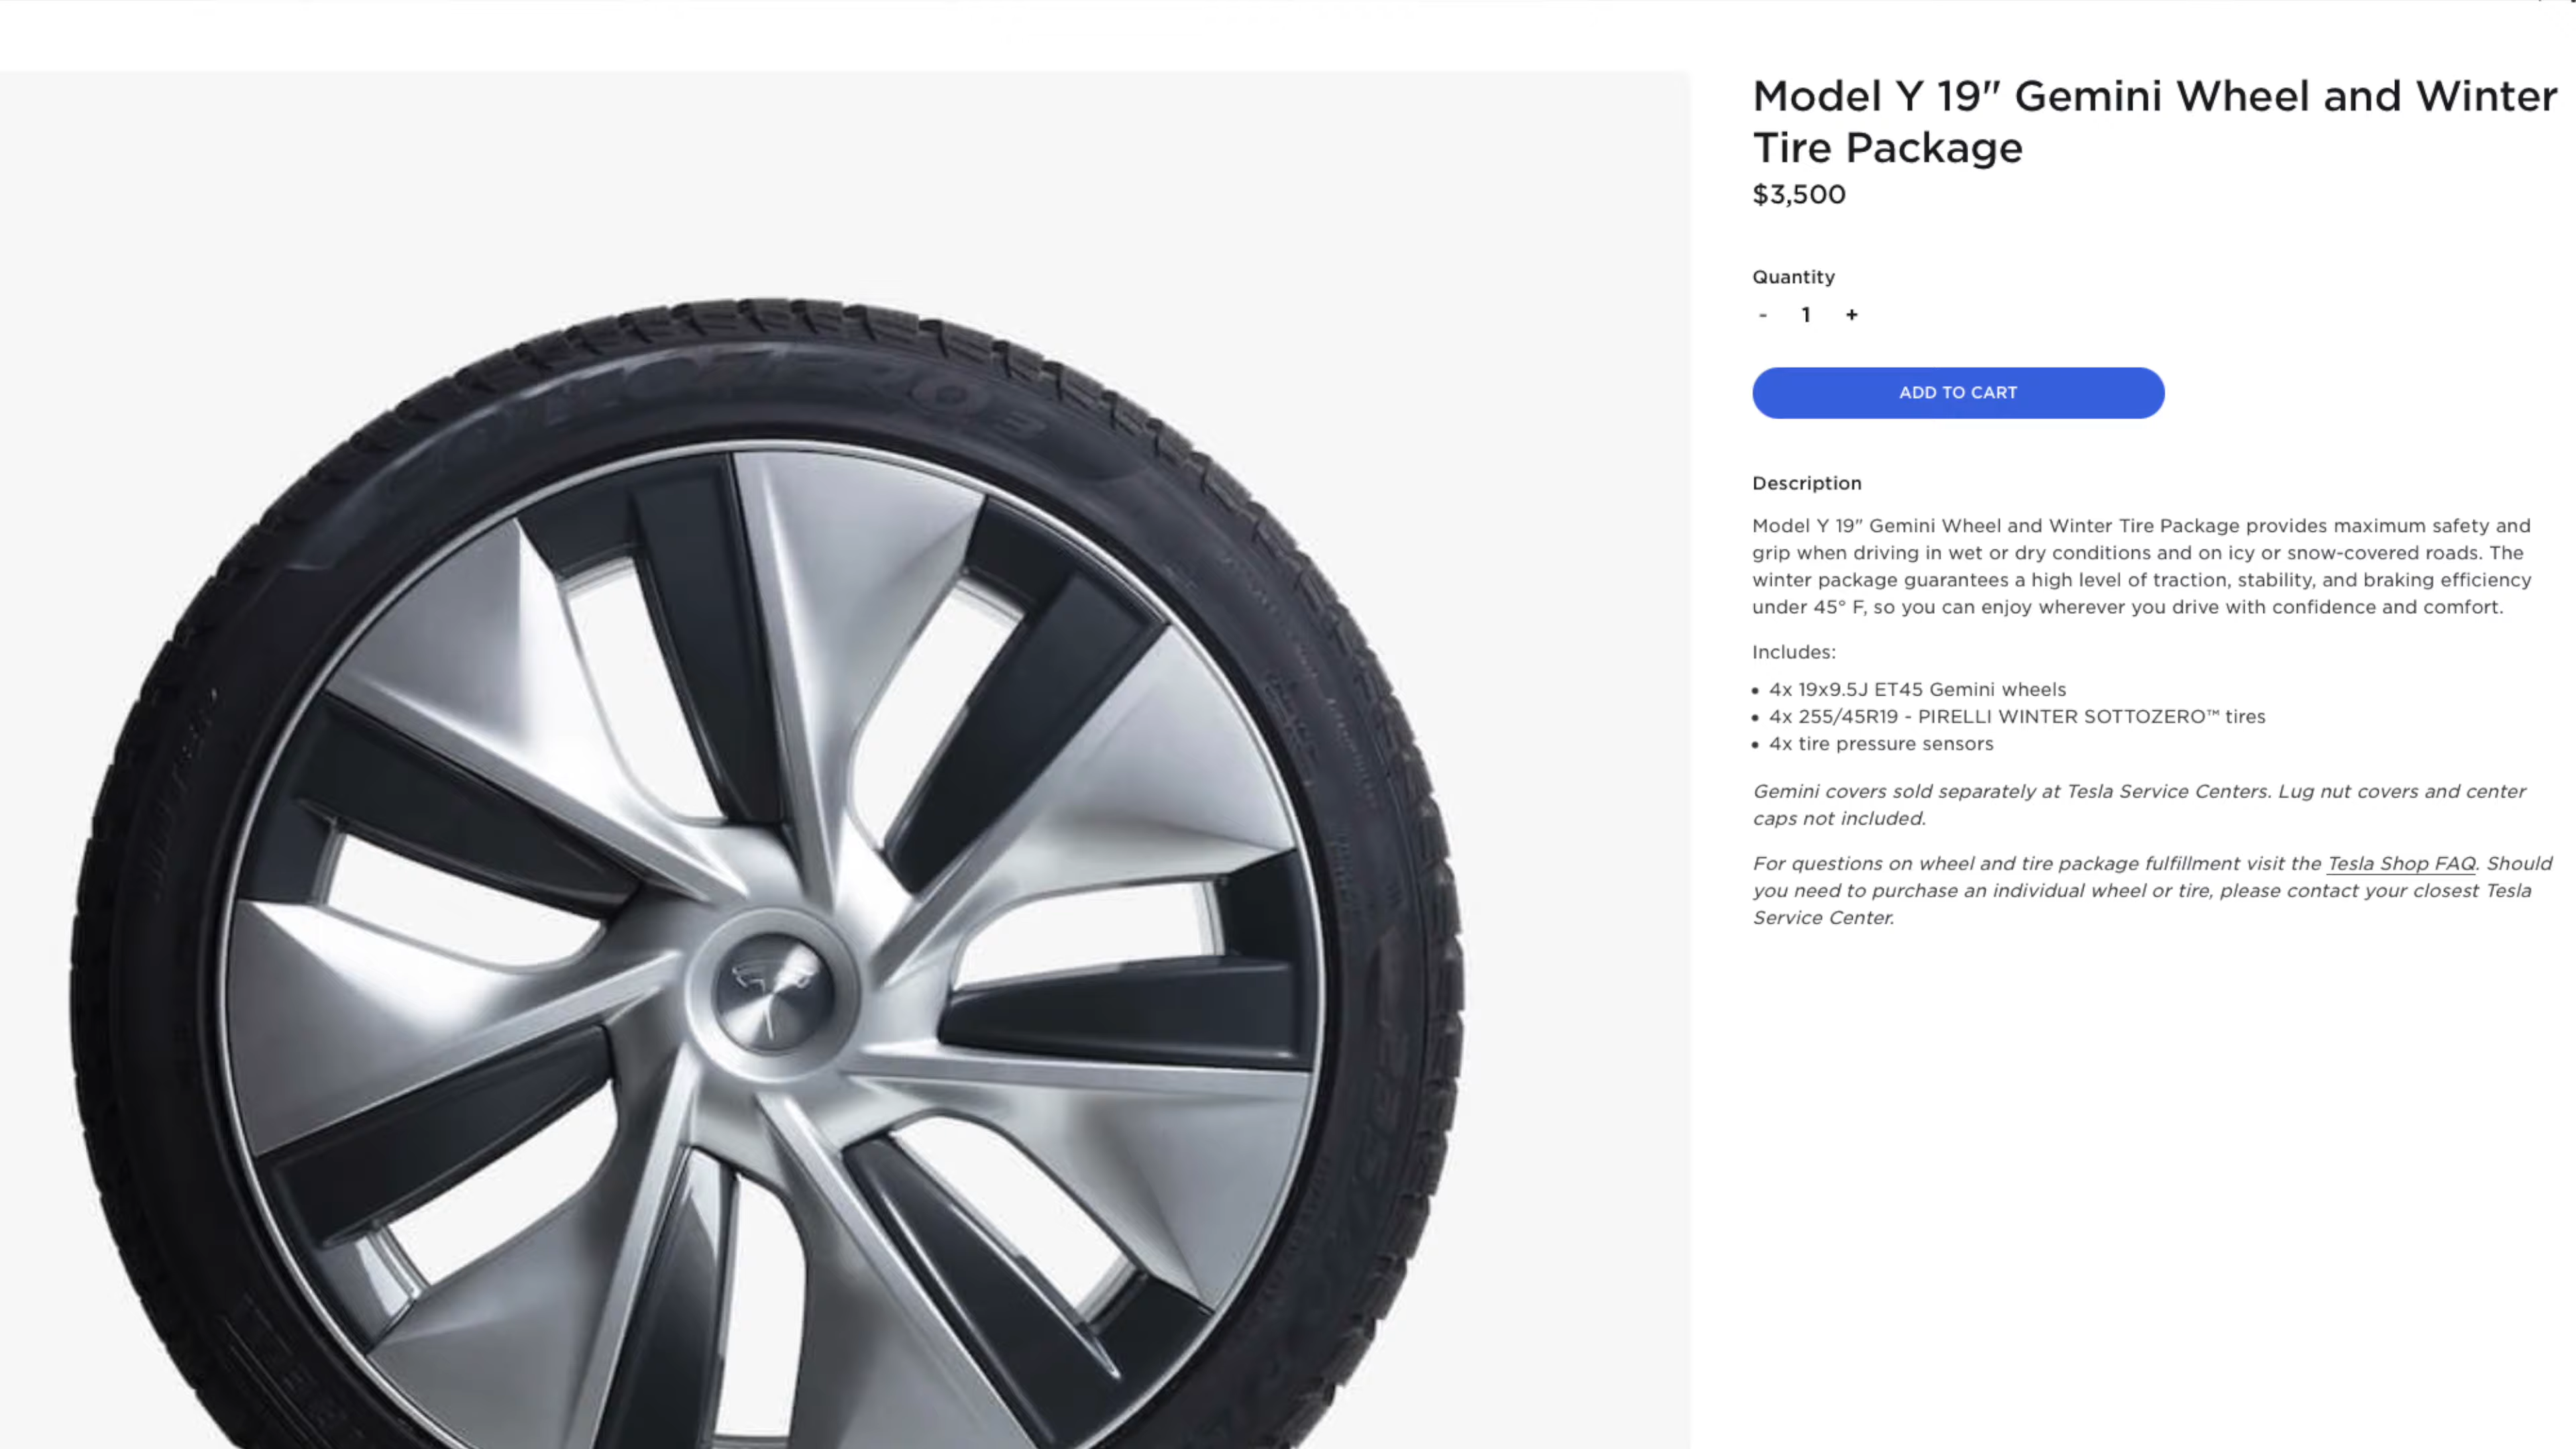 Model Y 19" Gemini Wheel and Winter
Tire Package
$3,500
Quantity
- 1 +
ADD TO CART
Description
Model Y 19" Gemini Wheel and Winter Tire Package provides maximum safety and
grip when driving in wet or dry conditions and on icy or snow-covered roads. The
winter package guarantees a high level of traction, stability, and braking efficiency
under 45° F, so you can enjoy wherever you drive with confidence and comfort.
Includes:
• 4x 19x9.5J ET45 Gemini wheels
• 4x 255/45R19 - PIRELLI WINTER SOTTOZERO™ tires
• 4x tire pressure sensors
Gemini covers sold separately at Tesla Service Centers. Lug nut covers and center
caps not included.
For questions on wheel and tire package fulfillment visit the Tesla Shop FAQ. Should
you need to purchase an individual wheel or tire, please contact your closest Tesla
Service Center.